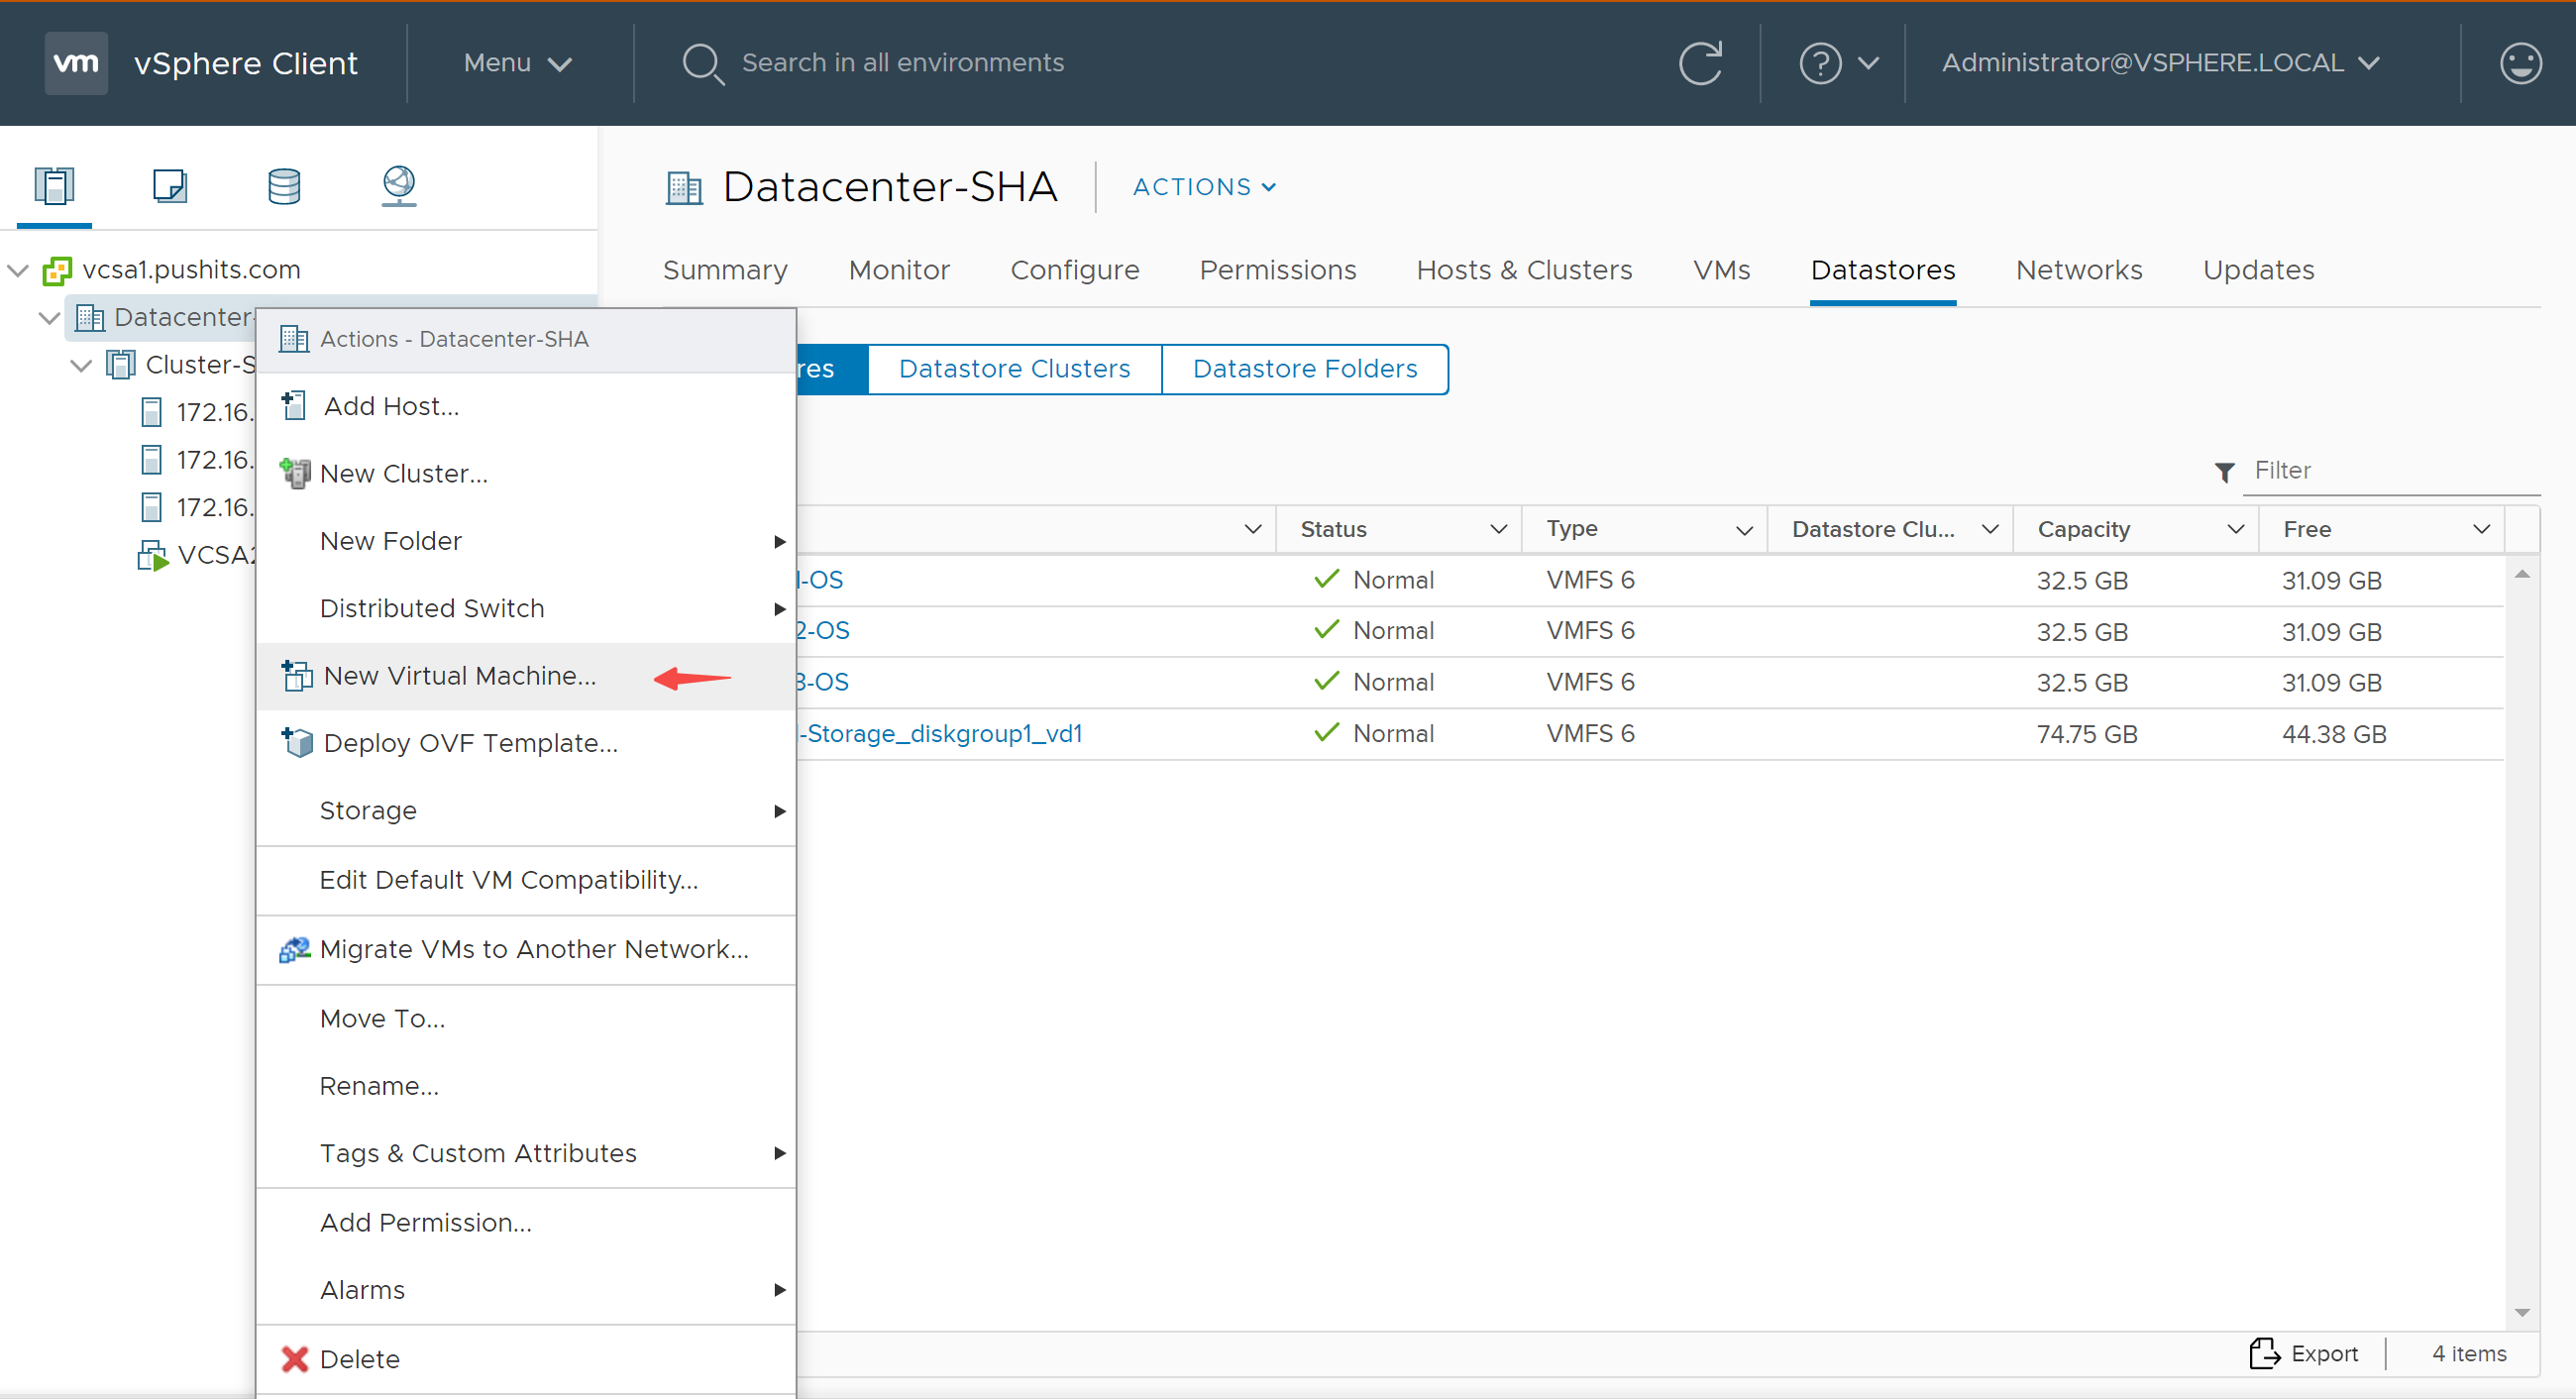 vm vSphere Client Menu Search in all environments ? Administrator@VSPHERE.LOCAL
Datacenter-SHA ACTIONS
vcsa1.pushits.com
Summary Monitor Configure Permissions Hosts & Clusters VMs Datastores Networks Updates
Datacenter-
Actions - Datacenter-SHA
Cluster-S
res Datastore Clusters Datastore Folders
172.16.
Add Host...
172.16.
New Cluster...
Filter
172.16.
New Folder
Status Type Datastore Clu... Capacity Free
VCSA2
-OS Normal VMFS 6 32.5 GB 31.09 GB
Distributed Switch
2-OS Normal VMFS 6 32.5 GB 31.09 GB
New Virtual Machine...
3-OS Normal VMFS 6 32.5 GB 31.09 GB
Deploy OVF Template...
-Storage_diskgroup1_vd1 Normal VMFS 6 74.75 GB 44.38 GB
Storage
Edit Default VM Compatibility...
Migrate VMs to Another Network...
Move To...
Rename...
Tags & Custom Attributes
Add Permission...
Alarms
Delete
Export 4 items